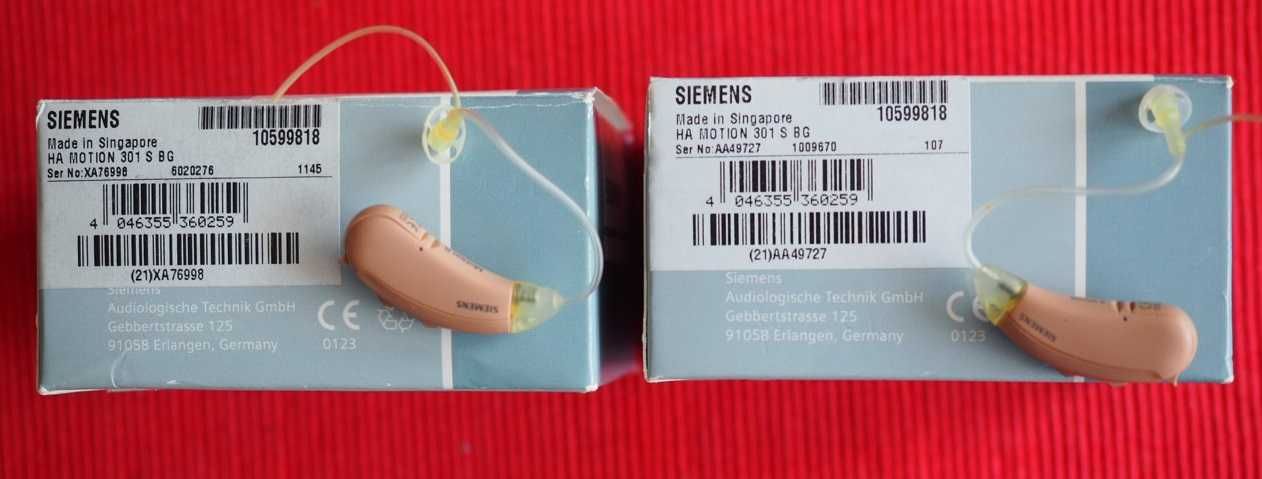 SIEMENS
10599818
Made in Singapore
HA MOTION 301 S BG
Ser No:XA76998 6020276 1145
4 046355 360259
(21)XA76998
Siemens
Audiologische Technik GmbH
Gebbertstrasse 125
91058 Erlangen, Germany
CE
0123
SIEMENS
SIEMENS
10599818
Made in Singapore
HA MOTION 301 S BG
Ser No:AA49727 1009670 107
4 046355 360259
(21)AA49727
Siemens
Audiologische Technik GmbH
Gebbertstrasse 125
91058 Erlangen, Germany
CE
0123
SIEMENS